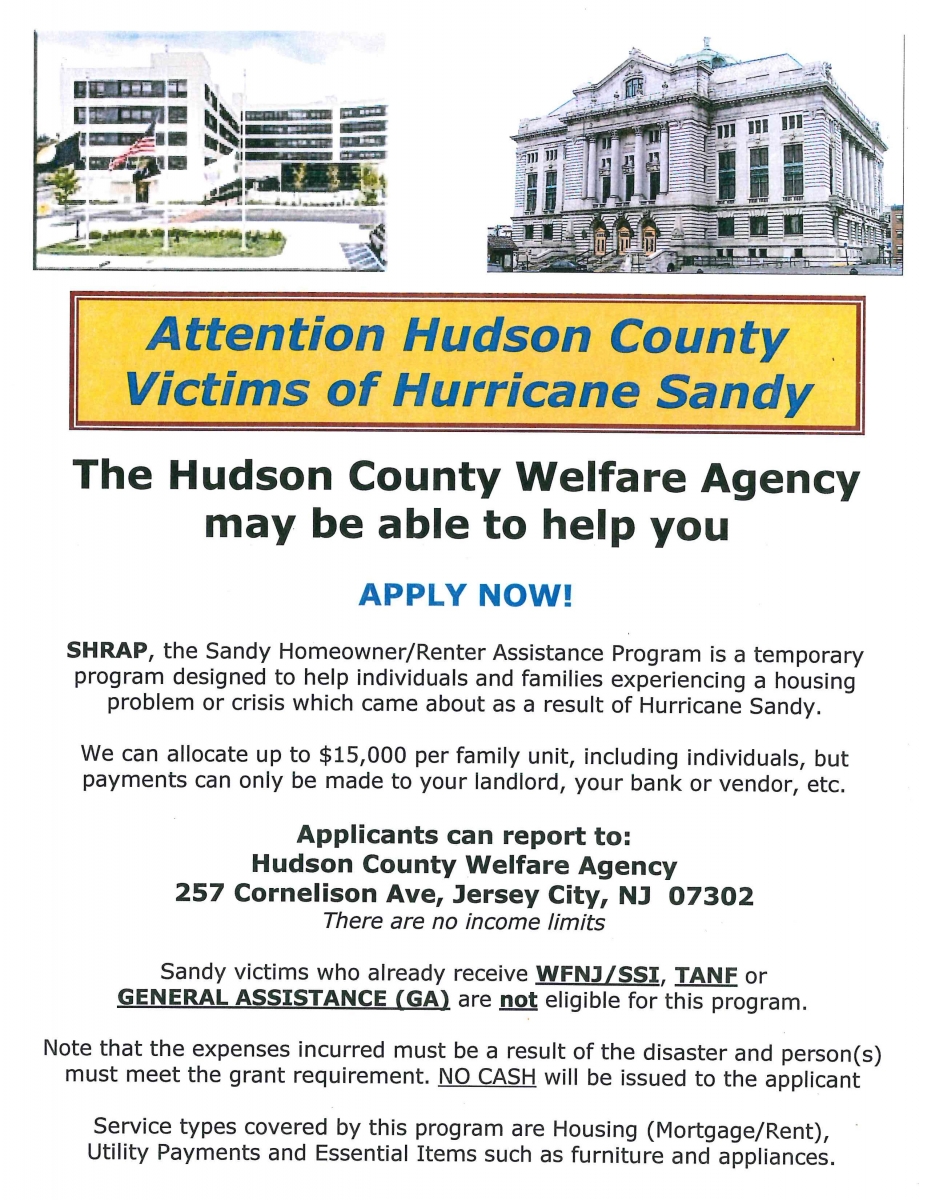 Attention Hudson County
Victims of Hurricane Sandy
The Hudson County Welfare Agency
may be able to help you
APPLY NOW!
SHRAP, the Sandy Homeowner/Renter Assistance Program is a temporary
program designed to help individuals and families experiencing a housing
problem or crisis which came about as a result of Hurricane Sandy.
We can allocate up to $15,000 per family unit, including individuals, but
payments can only be made to your landlord, your bank or vendor, etc.
Applicants can report to:
Hudson County Welfare Agency
257 Cornelison Ave, Jersey City, NJ 07302
There are no income limits
Sandy victims who already receive WFNJ/SSI, TANF or
GENERAL ASSISTANCE (GA) are not eligible for this program.
Note that the expenses incurred must be a result of the disaster and person(s)
must meet the grant requirement. NO CASH will be issued to the applicant
Service types covered by this program are Housing (Mortgage/Rent),
Utility Payments and Essential Items such as furniture and appliances.